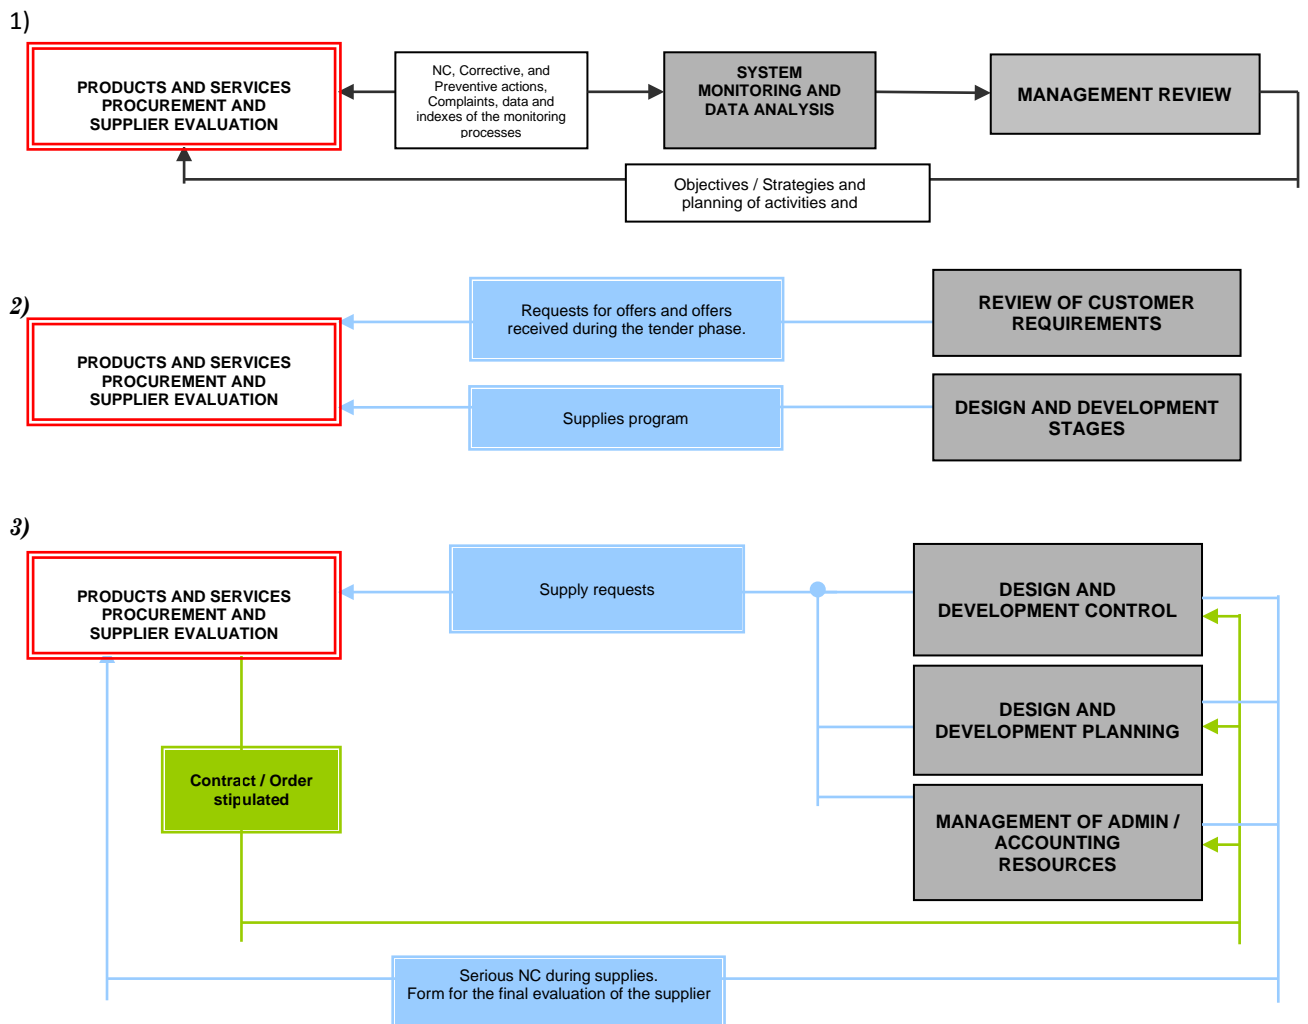 1)
PRODUCTS AND SERVICES
PROCUREMENT AND
SUPPLIER EVALUATION
NC, Corrective, and
Preventive actions,
Complaints, data and
indexes of the monitoring
processes
SYSTEM
MONITORING AND
DATA ANALYSIS
MANAGEMENT REVIEW
Objectives / Strategies and
planning of activities and
2)
PRODUCTS AND SERVICES
PROCUREMENT AND
SUPPLIER EVALUATION
Requests for offers and offers
received during the tender phase.
REVIEW OF CUSTOMER
REQUIREMENTS
Supplies program
DESIGN AND DEVELOPMENT
STAGES
3)
PRODUCTS AND SERVICES
PROCUREMENT AND
SUPPLIER EVALUATION
Supply requests
DESIGN AND
DEVELOPMENT CONTROL
DESIGN AND
DEVELOPMENT PLANNING
Contract / Order
stipulated
MANAGEMENT OF ADMIN /
ACCOUNTING
RESOURCES
Serious NC during supplies.
Form for the final evaluation of the supplier